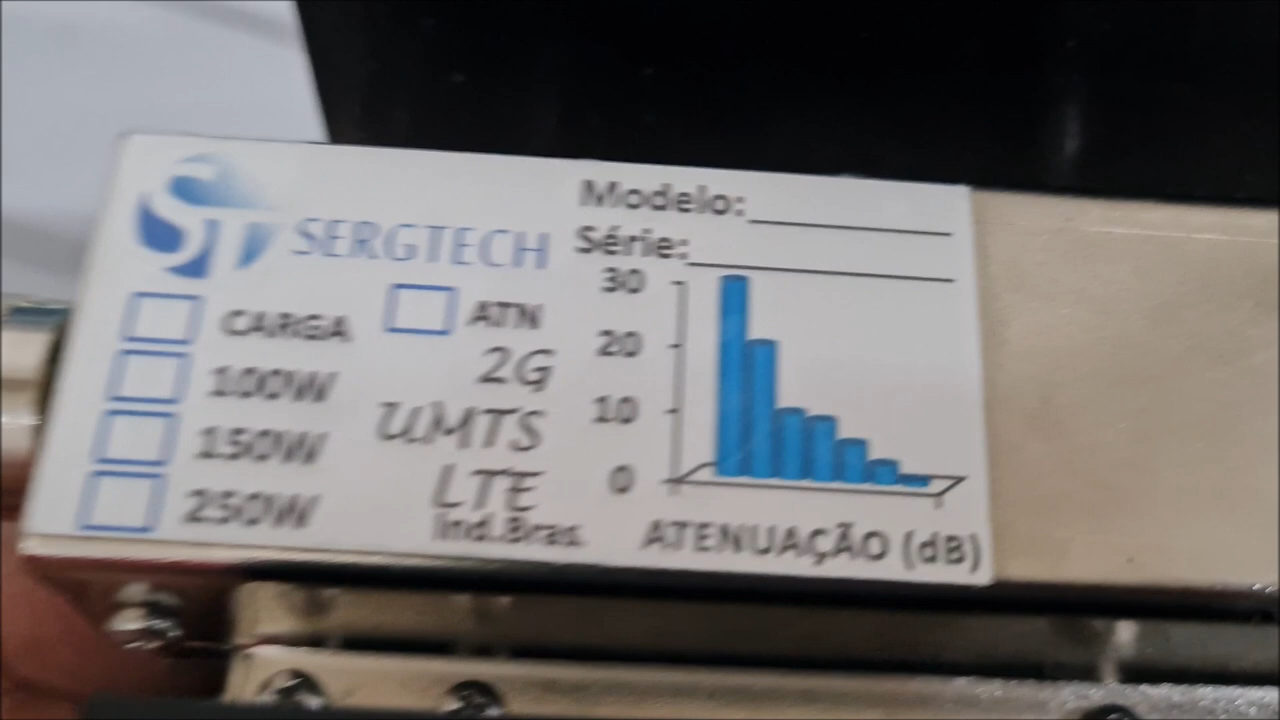 ST SERGTECH
Modelo:
Série:
CARGA
ATN
100W
2G
150W
UMTS
250W
LTE
Ind.Bras.
30
20
10
0
ATENUAÇÃO (dB)